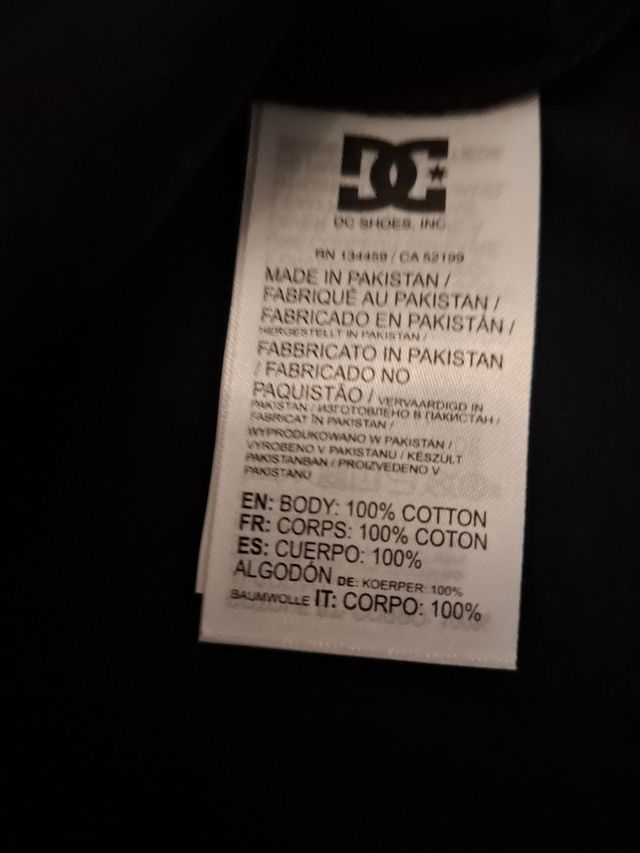 DC
DC SHOES, INC.
RN 134459 / CA 52199
MADE IN PAKISTAN /
FABRIQUÉ AU PAKISTAN /
FABRICADO EN PAKISTÁN /
HERGESTELLT IN PAKISTAN /
FABBRICATO IN PAKISTAN
/ FABRICADO NO
PAQUISTÃO / VERVAARDIGD IN
PAKISTAN / ИЗГОТОВЛЕНО В ПАКИСТАН /
FABRICAT ÎN PAKISTAN /
WYPRODUKOWANO W PAKISTAN /
VYROBENO V PAKISTANU / KÉSZÜLT
PAKISTANBAN / PROIZVEDENO V
PAKISTANU
EN: BODY: 100% COTTON
FR: CORPS: 100% COTON
ES: CUERPO: 100%
ALGODÓN DE: KOERPER: 100%
BAUMWOLLE IT: CORPO: 100%